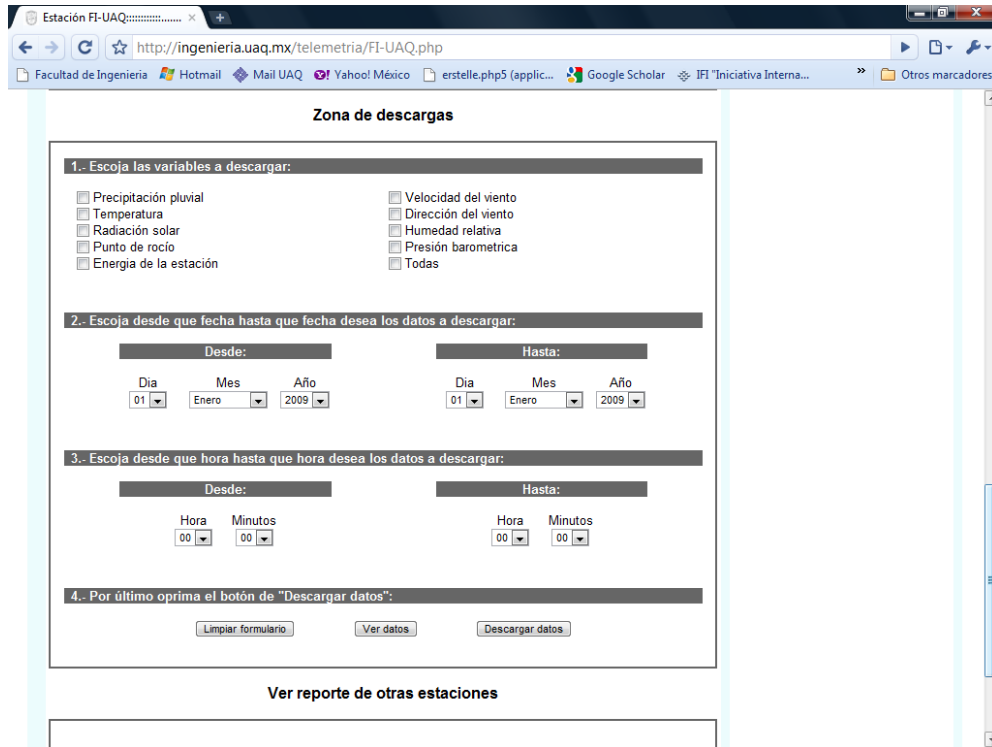 Estación FI-UAQ::::::::::::::.......
http://ingenieria.uaq.mx/telemetria/FI-UAQ.php
Facultad de Ingenieria Hotmail Mail UAQ Yahoo! México erstelle.php5 (applic... Google Scholar IFI "Iniciativa Interna... » Otros marcadores
Zona de descargas
1.- Escoja las variables a descargar:
Precipitación pluvial Velocidad del viento
Temperatura Dirección del viento
Radiación solar Humedad relativa
Punto de rocío Presión barometrica
Energia de la estación Todas
2.- Escoja desde que fecha hasta que fecha desea los datos a descargar:
Desde: Hasta:
Dia Mes Año Dia Mes Año
01 Enero 2009 01 Enero 2009
3.- Escoja desde que hora hasta que hora desea los datos a descargar:
Desde: Hasta:
Hora Minutos Hora Minutos
00 00 00 00
4.- Por último oprima el botón de "Descargar datos":
Limpiar formulario Ver datos Descargar datos
Ver reporte de otras estaciones